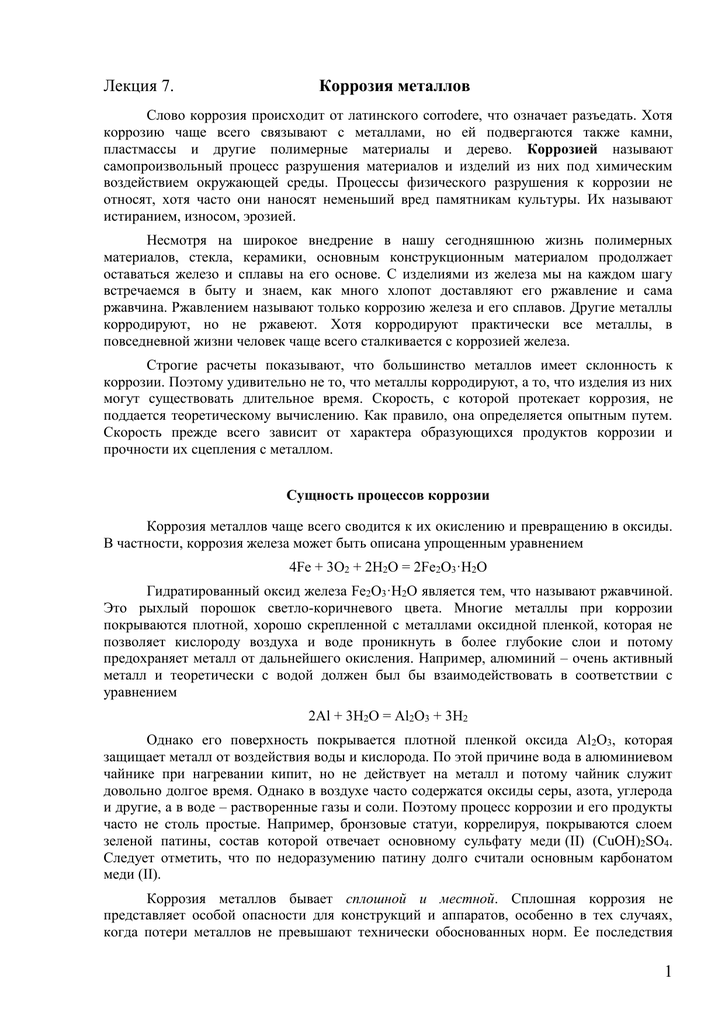 Лекция 7. Коррозия металлов
Слово коррозия происходит от латинского corrodere, что означает разъедать. Хотя
коррозию чаще всего связывают с металлами, но ей подвергаются также камни,
пластмассы и другие полимерные материалы и дерево. Коррозией называют
самопроизвольный процесс разрушения материалов и изделий из них под химическим
воздействием окружающей среды. Процессы физического разрушения к коррозии не
относят, хотя часто они наносят неменьший вред памятникам культуры. Их называют
истиранием, износом, эрозией.
Несмотря на широкое внедрение в нашу сегодняшнюю жизнь полимерных
материалов, стекла, керамики, основным конструкционным материалом продолжает
оставаться железо и сплавы на его основе. С изделиями из железа мы на каждом шагу
встречаемся в быту и знаем, как много хлопот доставляют его ржавление и сама
ржавчина. Ржавлением называют только коррозию железа и его сплавов. Другие металлы
корродируют, но не ржавеют. Хотя корродируют практически все металлы, в
повседневной жизни человек чаще всего сталкивается с коррозией железа.
Строгие расчеты показывают, что большинство металлов имеет склонность к
коррозии. Поэтому удивительно не то, что металлы корродируют, а то, что изделия из них
могут существовать длительное время. Скорость, с которой протекает коррозия, не
поддается теоретическому вычислению. Как правило, она определяется опытным путем.
Скорость прежде всего зависит от характера образующихся продуктов коррозии и
прочности их сцепления с металлом.
Сущность процессов коррозии
Коррозия металлов чаще всего сводится к их окислению и превращению в оксиды.
В частности, коррозия железа может быть описана упрощенным уравнением
4Fe + 3O₂ + 2H₂O = 2Fe₂O₃·H₂O
Гидратированный оксид железа Fe₂O₃·H₂O является тем, что называют ржавчиной.
Это рыхлый порошок светло-коричневого цвета. Многие металлы при коррозии
покрываются плотной, хорошо скрепленной с металлами оксидной пленкой, которая не
позволяет кислороду воздуха и воде проникнуть в более глубокие слои и потому
предохраняет металл от дальнейшего окисления. Например, алюминий – очень активный
металл и теоретически с водой должен был бы взаимодействовать в соответствии с
уравнением
2Al + 3H₂O = Al₂O₃ + 3H₂
Однако его поверхность покрывается плотной пленкой оксида Al₂O₃, которая
защищает металл от воздействия воды и кислорода. По этой причине вода в алюминиевом
чайнике при нагревании кипит, но не действует на металл и потому чайник служит
довольно долгое время. Однако в воздухе часто содержатся оксиды серы, азота, углерода
и другие, а в воде – растворенные газы и соли. Поэтому процесс коррозии и его продукты
часто не столь простые. Например, бронзовые статуи, коррелируя, покрываются слоем
зеленой патины, состав которой отвечает основному сульфату меди (II) (CuOH)₂SO₄.
Следует отметить, что по недоразумению патину долго считали основным карбонатом
меди (II).
Коррозия металлов бывает сплошной и местной. Сплошная коррозия не
представляет особой опасности для конструкций и аппаратов, особенно в тех случаях,
когда потери металлов не превышают технически обоснованных норм. Ее последствия
1